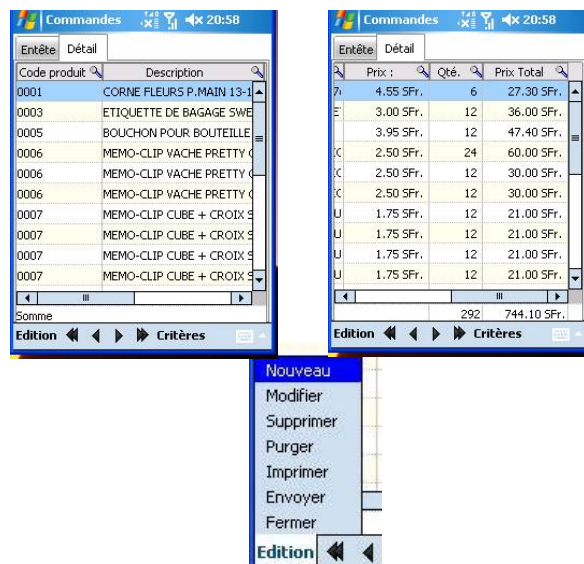 Commandes 20:58
Entête Détail
Code produit Description
0001 CORNE FLEURS P.MAIN 13-1
0003 ETIQUETTE DE BAGAGE SWE
0005 BOUCHON POUR BOUTEILLE
0006 MEMO-CLIP VACHE PRETTY
0006 MEMO-CLIP VACHE PRETTY
0006 MEMO-CLIP VACHE PRETTY
0007 MEMO-CLIP CUBE + CROIX S
0007 MEMO-CLIP CUBE + CROIX S
0007 MEMO-CLIP CUBE + CROIX S
0007 MEMO-CLIP CUBE + CROIX S
Somme
Edition Critères
Commandes 20:58
Entête Détail
Prix : Qté. Prix Total
4.55 SFr. 6 27.30 SFr.
3.00 SFr. 12 36.00 SFr.
3.95 SFr. 12 47.40 SFr.
2.50 SFr. 24 60.00 SFr.
2.50 SFr. 12 30.00 SFr.
2.50 SFr. 12 30.00 SFr.
1.75 SFr. 12 21.00 SFr.
1.75 SFr. 12 21.00 SFr.
1.75 SFr. 12 21.00 SFr.
1.75 SFr. 12 21.00 SFr.
292 744.10 SFr.
Edition Critères
Nouveau
Modifier
Supprimer
Purger
Imprimer
Envoyer
Fermer
Edition